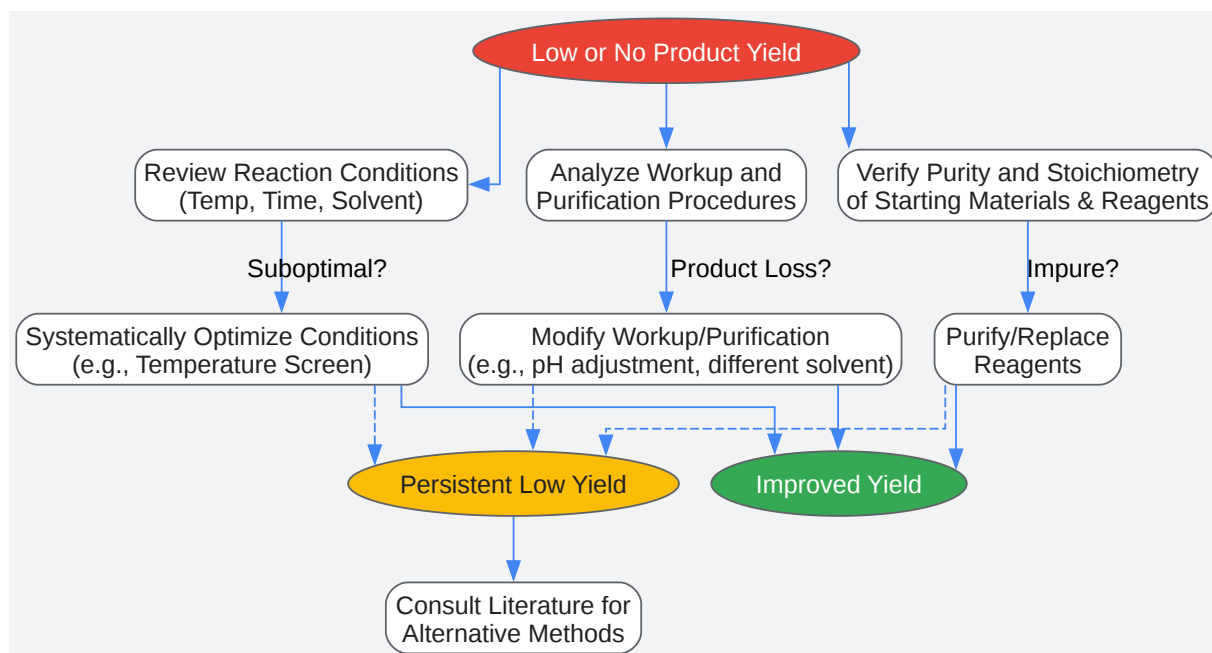 Low or No Product Yield
Review Reaction Conditions
(Temp, Time, Solvent)
Analyze Workup and
Purification Procedures
Verify Purity and Stoichiometry
of Starting Materials & Reagents
Suboptimal?
Product Loss?
Impure?
Systematically Optimize Conditions
(e.g., Temperature Screen)
Modify Workup/Purification
(e.g., pH adjustment, different solvent)
Purify/Replace
Reagents
Persistent Low Yield
Improved Yield
Consult Literature for
Alternative Methods